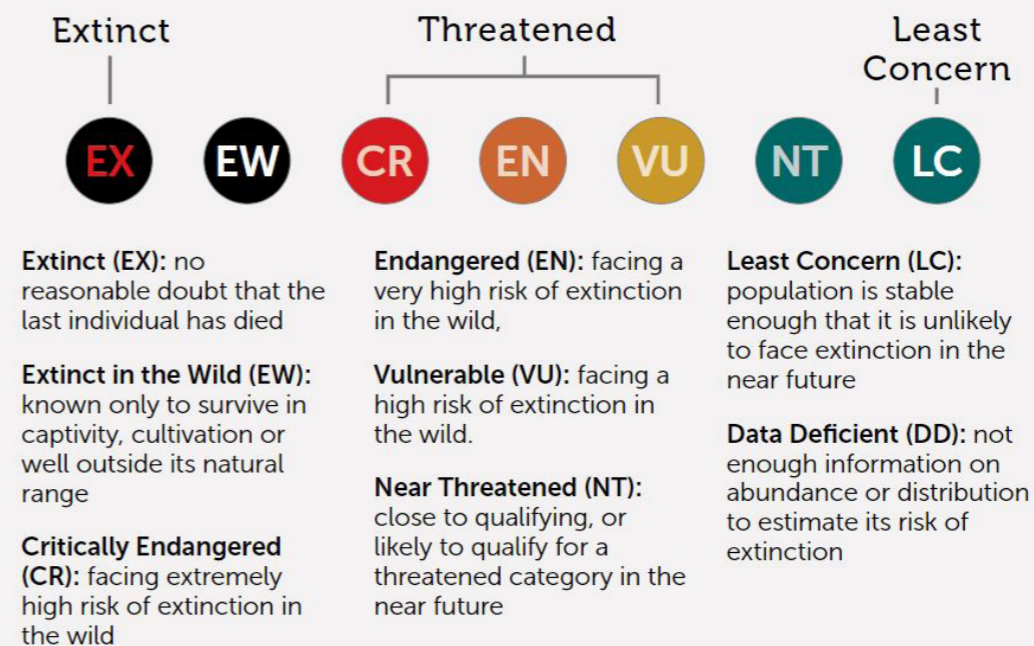 Extinct
Threatened
Least
Concern
EX
EW
CR
EN
VU
NT
LC
Extinct (EX): no
reasonable doubt that the
last individual has died
Extinct in the Wild (EW):
known only to survive in
captivity, cultivation or
well outside its natural
range
Critically Endangered
(CR): facing extremely
high risk of extinction in
the wild
Endangered (EN): facing a
very high risk of extinction
in the wild,
Vulnerable (VU): facing a
high risk of extinction in
the wild.
Near Threatened (NT):
close to qualifying, or
likely to qualify for a
threatened category in the
near future
Least Concern (LC):
population is stable
enough that it is unlikely
to face extinction in the
near future
Data Deficient (DD): not
enough information on
abundance or distribution
to estimate its risk of
extinction